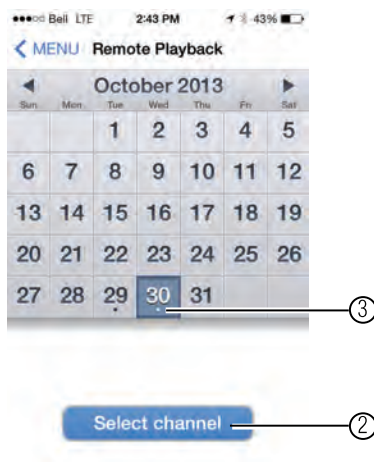 Bell LTE 2:43 PM 43%
MENU Remote Playback
October 2013
Sun Mon Tue Wed Thu Fri Sat
1 2 3 4 5
6 7 8 9 10 11 12
13 14 15 16 17 18 19
20 21 22 23 24 25 26
27 28 29 30 31
3
Select channel
2